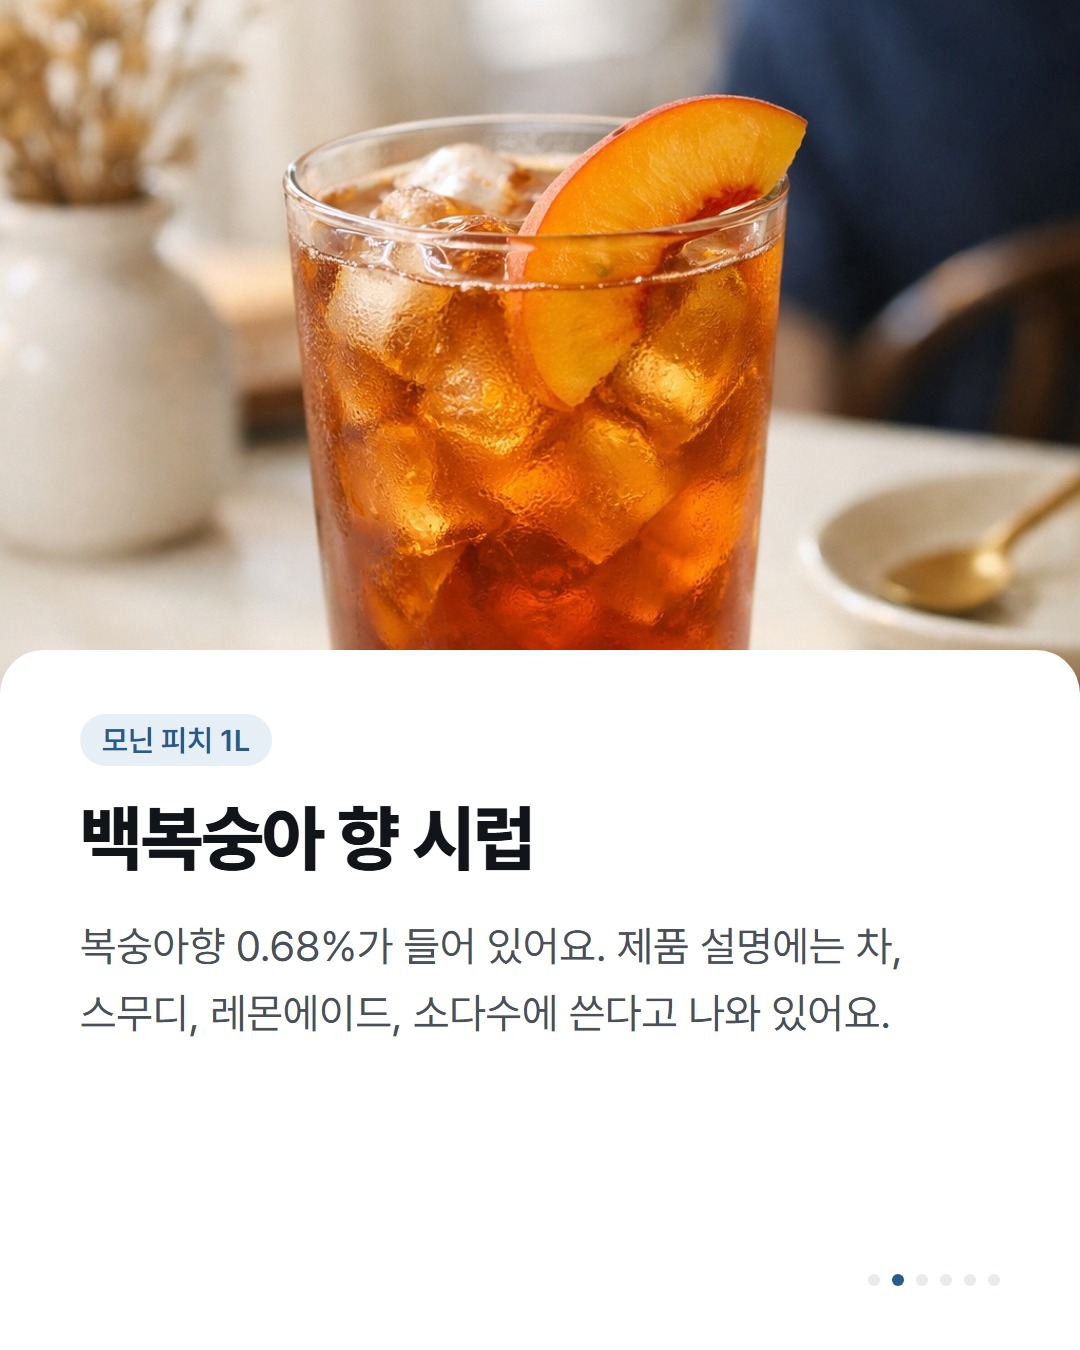 모닌 피치 1L
백복숭아 향 시럽
복숭아향 0.68%가 들어 있어요. 제품 설명에는 차,
스무디, 레몬에이드, 소다수에 쓴다고 나와 있어요.